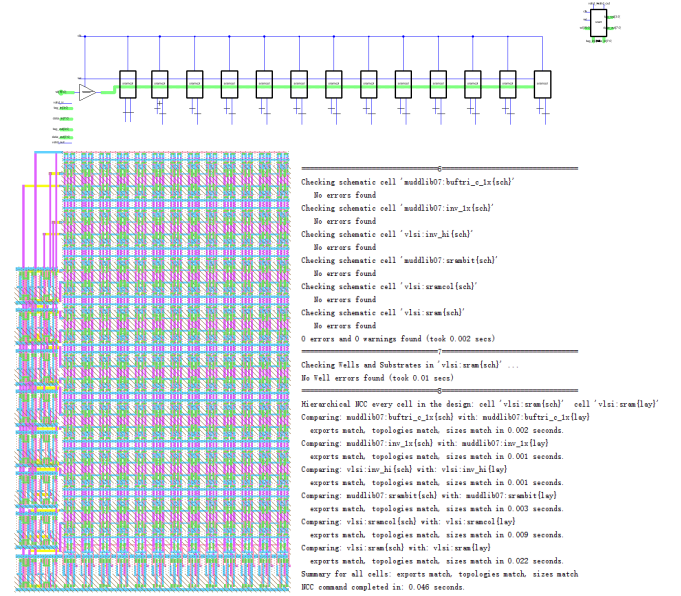 6
Checking schematic cell 'muddlib07:buftri_c_1x{sch}'
No errors found
Checking schematic cell 'muddlib07:inv_1x{sch}'
No errors found
Checking schematic cell 'vlsi:inv_hi{sch}'
No errors found
Checking schematic cell 'muddlib07:srambit{sch}'
No errors found
Checking schematic cell 'vlsi:sramcol{sch}'
No errors found
Checking schematic cell 'vlsi:sram{sch}'
No errors found
0 errors and 0 warnings found (took 0.002 secs)
7
Checking Wells and Substrates in 'vlsi:sram{sch}' ...
No Well errors found (took 0.01 secs)
8
Hierarchical NCC every cell in the design: cell 'vlsi:sram{sch}' cell 'vlsi:sram{lay}'
Comparing: muddlib07:buftri_c_1x{sch} with: muddlib07:buftri_c_1x{lay}
exports match, topologies match, sizes match in 0.002 seconds.
Comparing: muddlib07:inv_1x{sch} with: muddlib07:inv_1x{lay}
exports match, topologies match, sizes match in 0.001 seconds.
Comparing: vlsi:inv_hi{sch} with: vlsi:inv_hi{lay}
exports match, topologies match, sizes match in 0.001 seconds.
Comparing: muddlib07:srambit{sch} with: muddlib07:srambit{lay}
exports match, topologies match, sizes match in 0.003 seconds.
Comparing: vlsi:sramcol{sch} with: vlsi:sramcol{lay}
exports match, topologies match, sizes match in 0.009 seconds.
Comparing: vlsi:sram{sch} with: vlsi:sram{lay}
exports match, topologies match, sizes match in 0.022 seconds.
Summary for all cells: exports match, topologies match, sizes match
NCC command completed in: 0.046 seconds.